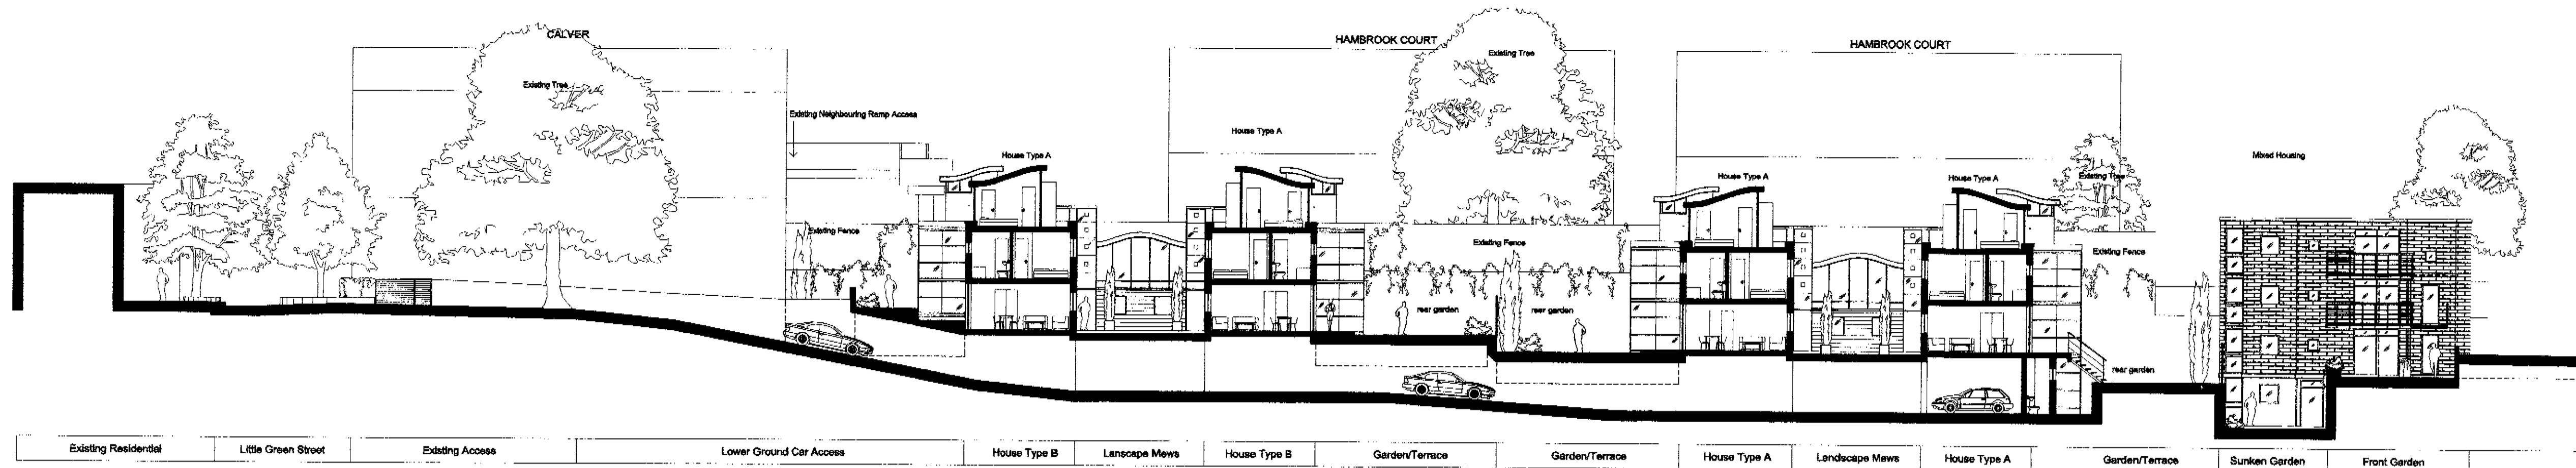 CALVER
HAMBROOK COURT
HAMBROOK COURT
Existing Tree
Existing Tree
Existing Neighbouring Ramp Access
House Type A
House Type A
House Type A
House Type A
Existing Tree
Mixed Housing
Existing Fence
Existing Fence
Existing Fence
rear garden
rear garden
rear garden
Existing Residential
Little Green Street
Existing Access
Lower Ground Car Access
House Type B
Lanscape Mews
House Type B
Garden/Terrace
Garden/Terrace
House Type A
Landscape Mews
House Type A
Garden/Terrace
Sunken Garden
Front Garden